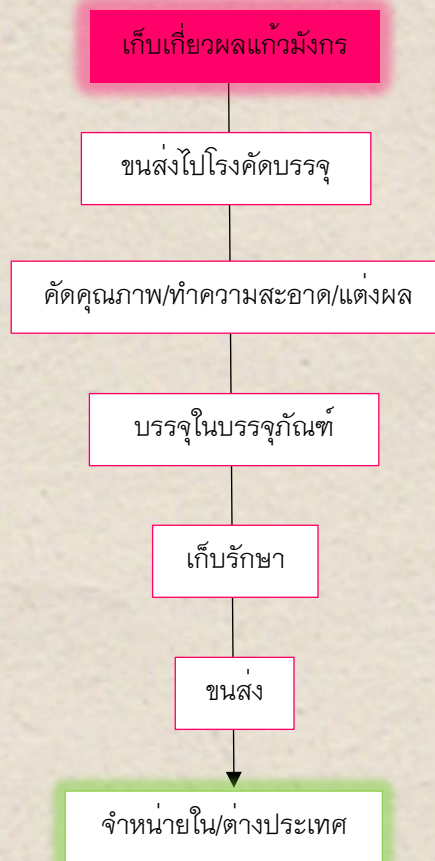 เก็บเกี่ยวผลแก้วมังกร
ขนส่งไปโรงคัดบรรจุ
คัดคุณภาพ/ทำความสะอาด/แต่งผล
บรรจุในบรรจุภัณฑ์
เก็บรักษา
ขนส่ง
จำหน่ายใน/ต่างประเทศ